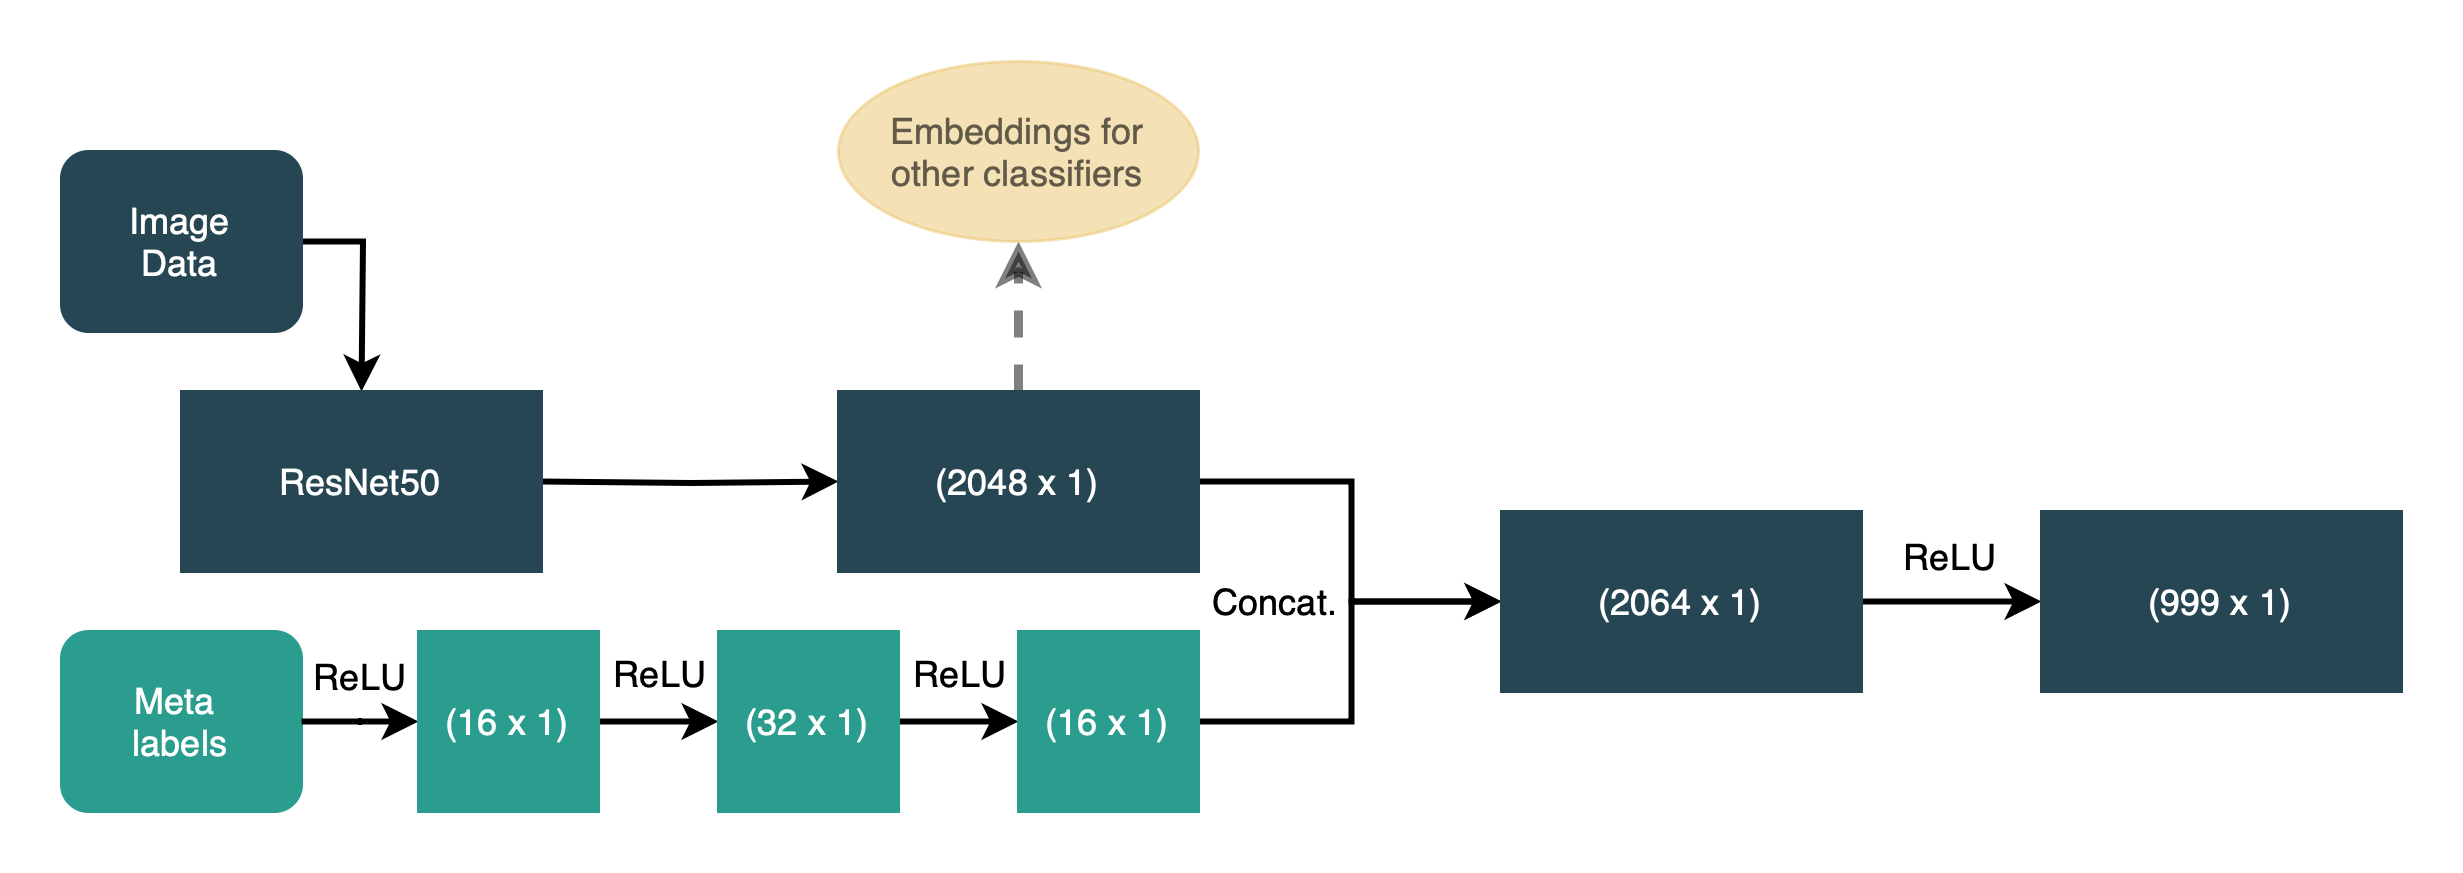 Embeddings for
other classifiers
Image
Data
ResNet50
(2048 x 1)
Concat.
(2064 x 1)
ReLU
(999 x 1)
Meta
labels
ReLU
(16 x 1)
ReLU
(32 x 1)
ReLU
(16 x 1)